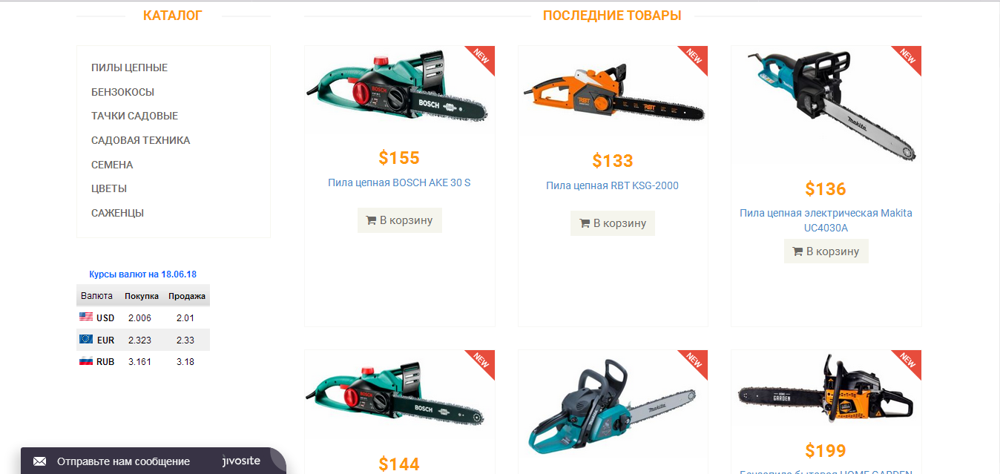 КАТАЛОГ
ПОСЛЕДНИЕ ТОВАРЫ
ПИЛЫ ЦЕПНЫЕ
БЕНЗОКОСЫ
ТАЧКИ САДОВЫЕ
САДОВАЯ ТЕХНИКА
СЕМЕНА
ЦВЕТЫ
САЖЕНЦЫ
Курсы валют на 18.06.18
Валюта Покупка Продажа
USD 2.006 2.01
EUR 2.323 2.33
RUB 3.161 3.18
NEW
BOSCH
BOSCH
$155
Пила цепная BOSCH AKE 30 S
В корзину
NEW
RBT
RBT
$133
Пила цепная RBT KSG-2000
В корзину
NEW
Makita
$136
Пила цепная электрическая Makita
UC4030A
В корзину
NEW
BOSCH
$144
NEW
Makita
NEW
HOME
GARDEN
$199
Бензопила бытовая HOME GARDEN
Отправьте нам сообщение jivosite